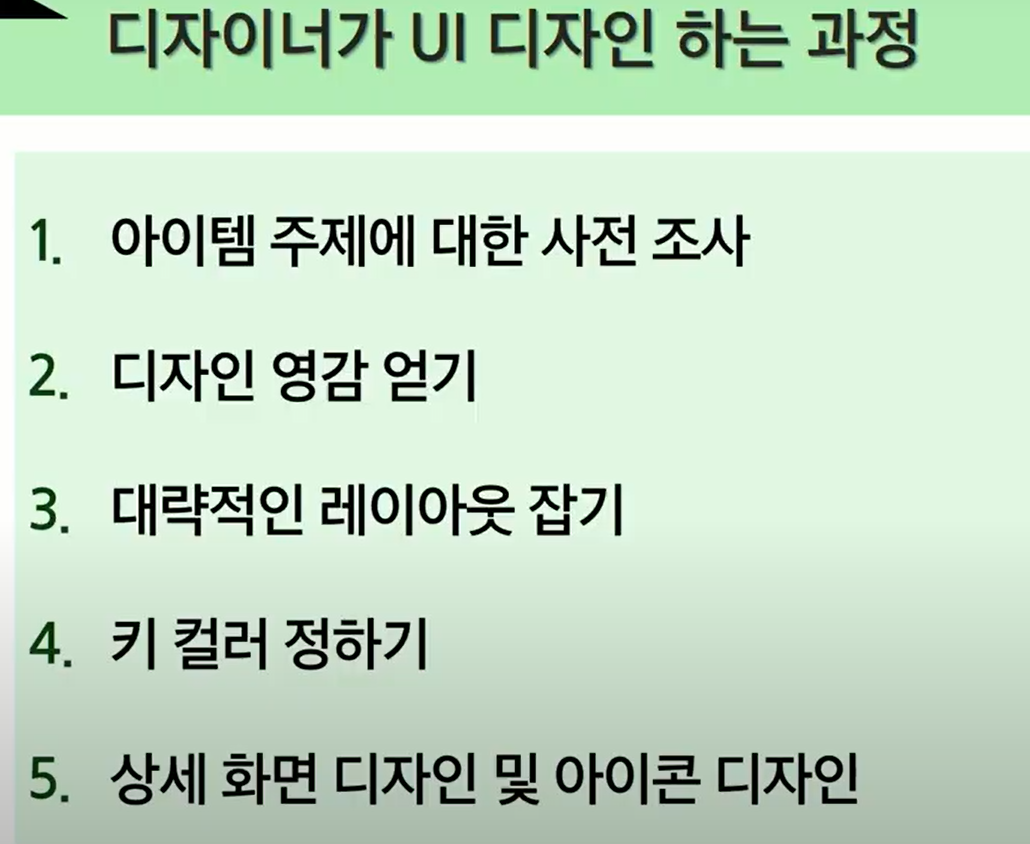 디자이너가 UI 디자인 하는 과정
1. 아이템 주제에 대한 사전 조사
2. 디자인 영감 얻기
3. 대략적인 레이아웃 잡기
4. 키 컬러 정하기
5. 상세 화면 디자인 및 아이콘 디자인